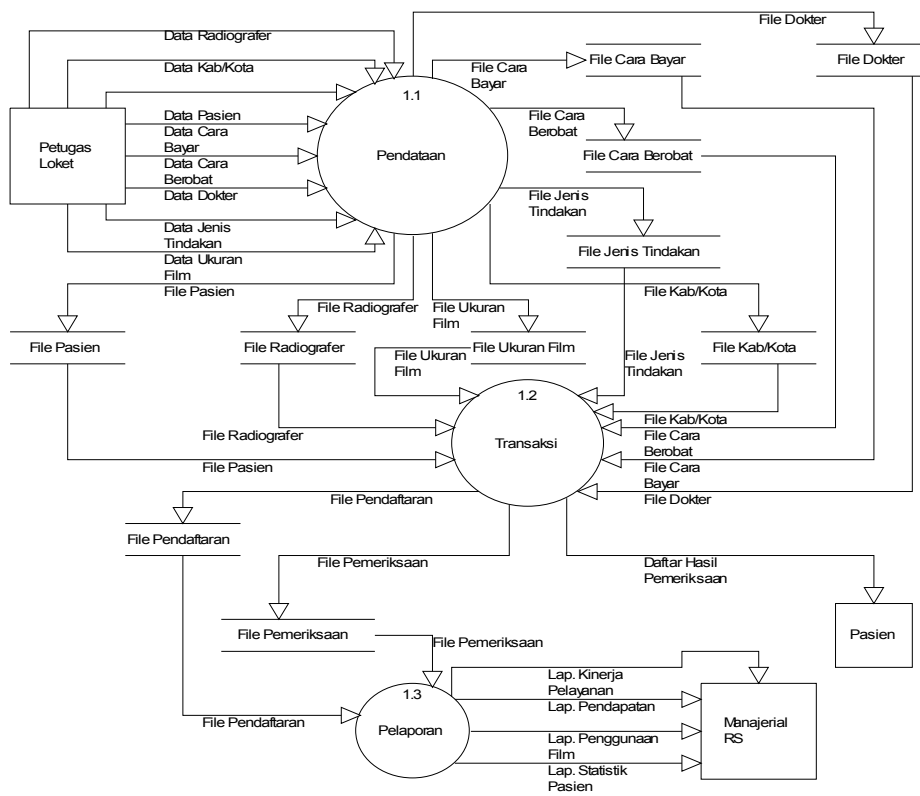 File Dokter
Data Radiografer
Data Kab/Kota
File Cara
Bayar
File Cara Bayar
File Dokter
1.1
Petugas
Loket
Data Pasien
Data Cara
Bayar
Data Cara
Berobat
Data Dokter
Pendataan
File Cara
Berobat
File Cara Berobat
File Jenis
Tindakan
Data Jenis
Tindakan
Data Ukuran
Film
File Jenis Tindakan
File Pasien
File Radiografer
File Ukuran
Film
File Kab/Kota
File Pasien
File Radiografer
File Ukuran Film
File Kab/Kota
File Ukuran
Film
File Jenis
Tindakan
1.2
Transaksi
File Radiografer
File Pasien
File Kab/Kota
File Cara
Berobat
File Cara
Bayar
File Dokter
File Pendaftaran
File Pendaftaran
File Pemeriksaan
Daftar Hasil
Pemeriksaan
File Pemeriksaan
File Pemeriksaan
Pasien
1.3
Pelaporan
File Pendaftaran
Lap. Kinerja
Pelayanan
Lap. Pendapatan
Lap. Penggunaan
Film
Lap. Statistik
Pasien
Manajerial
RS